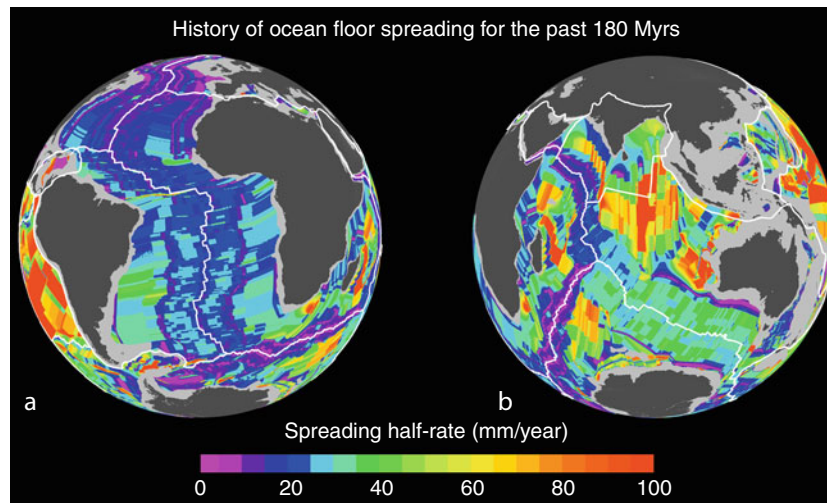 History of ocean floor spreading for the past 180 Myrs
a
b
Spreading half-rate (mm/year)
0 20 40 60 80 100